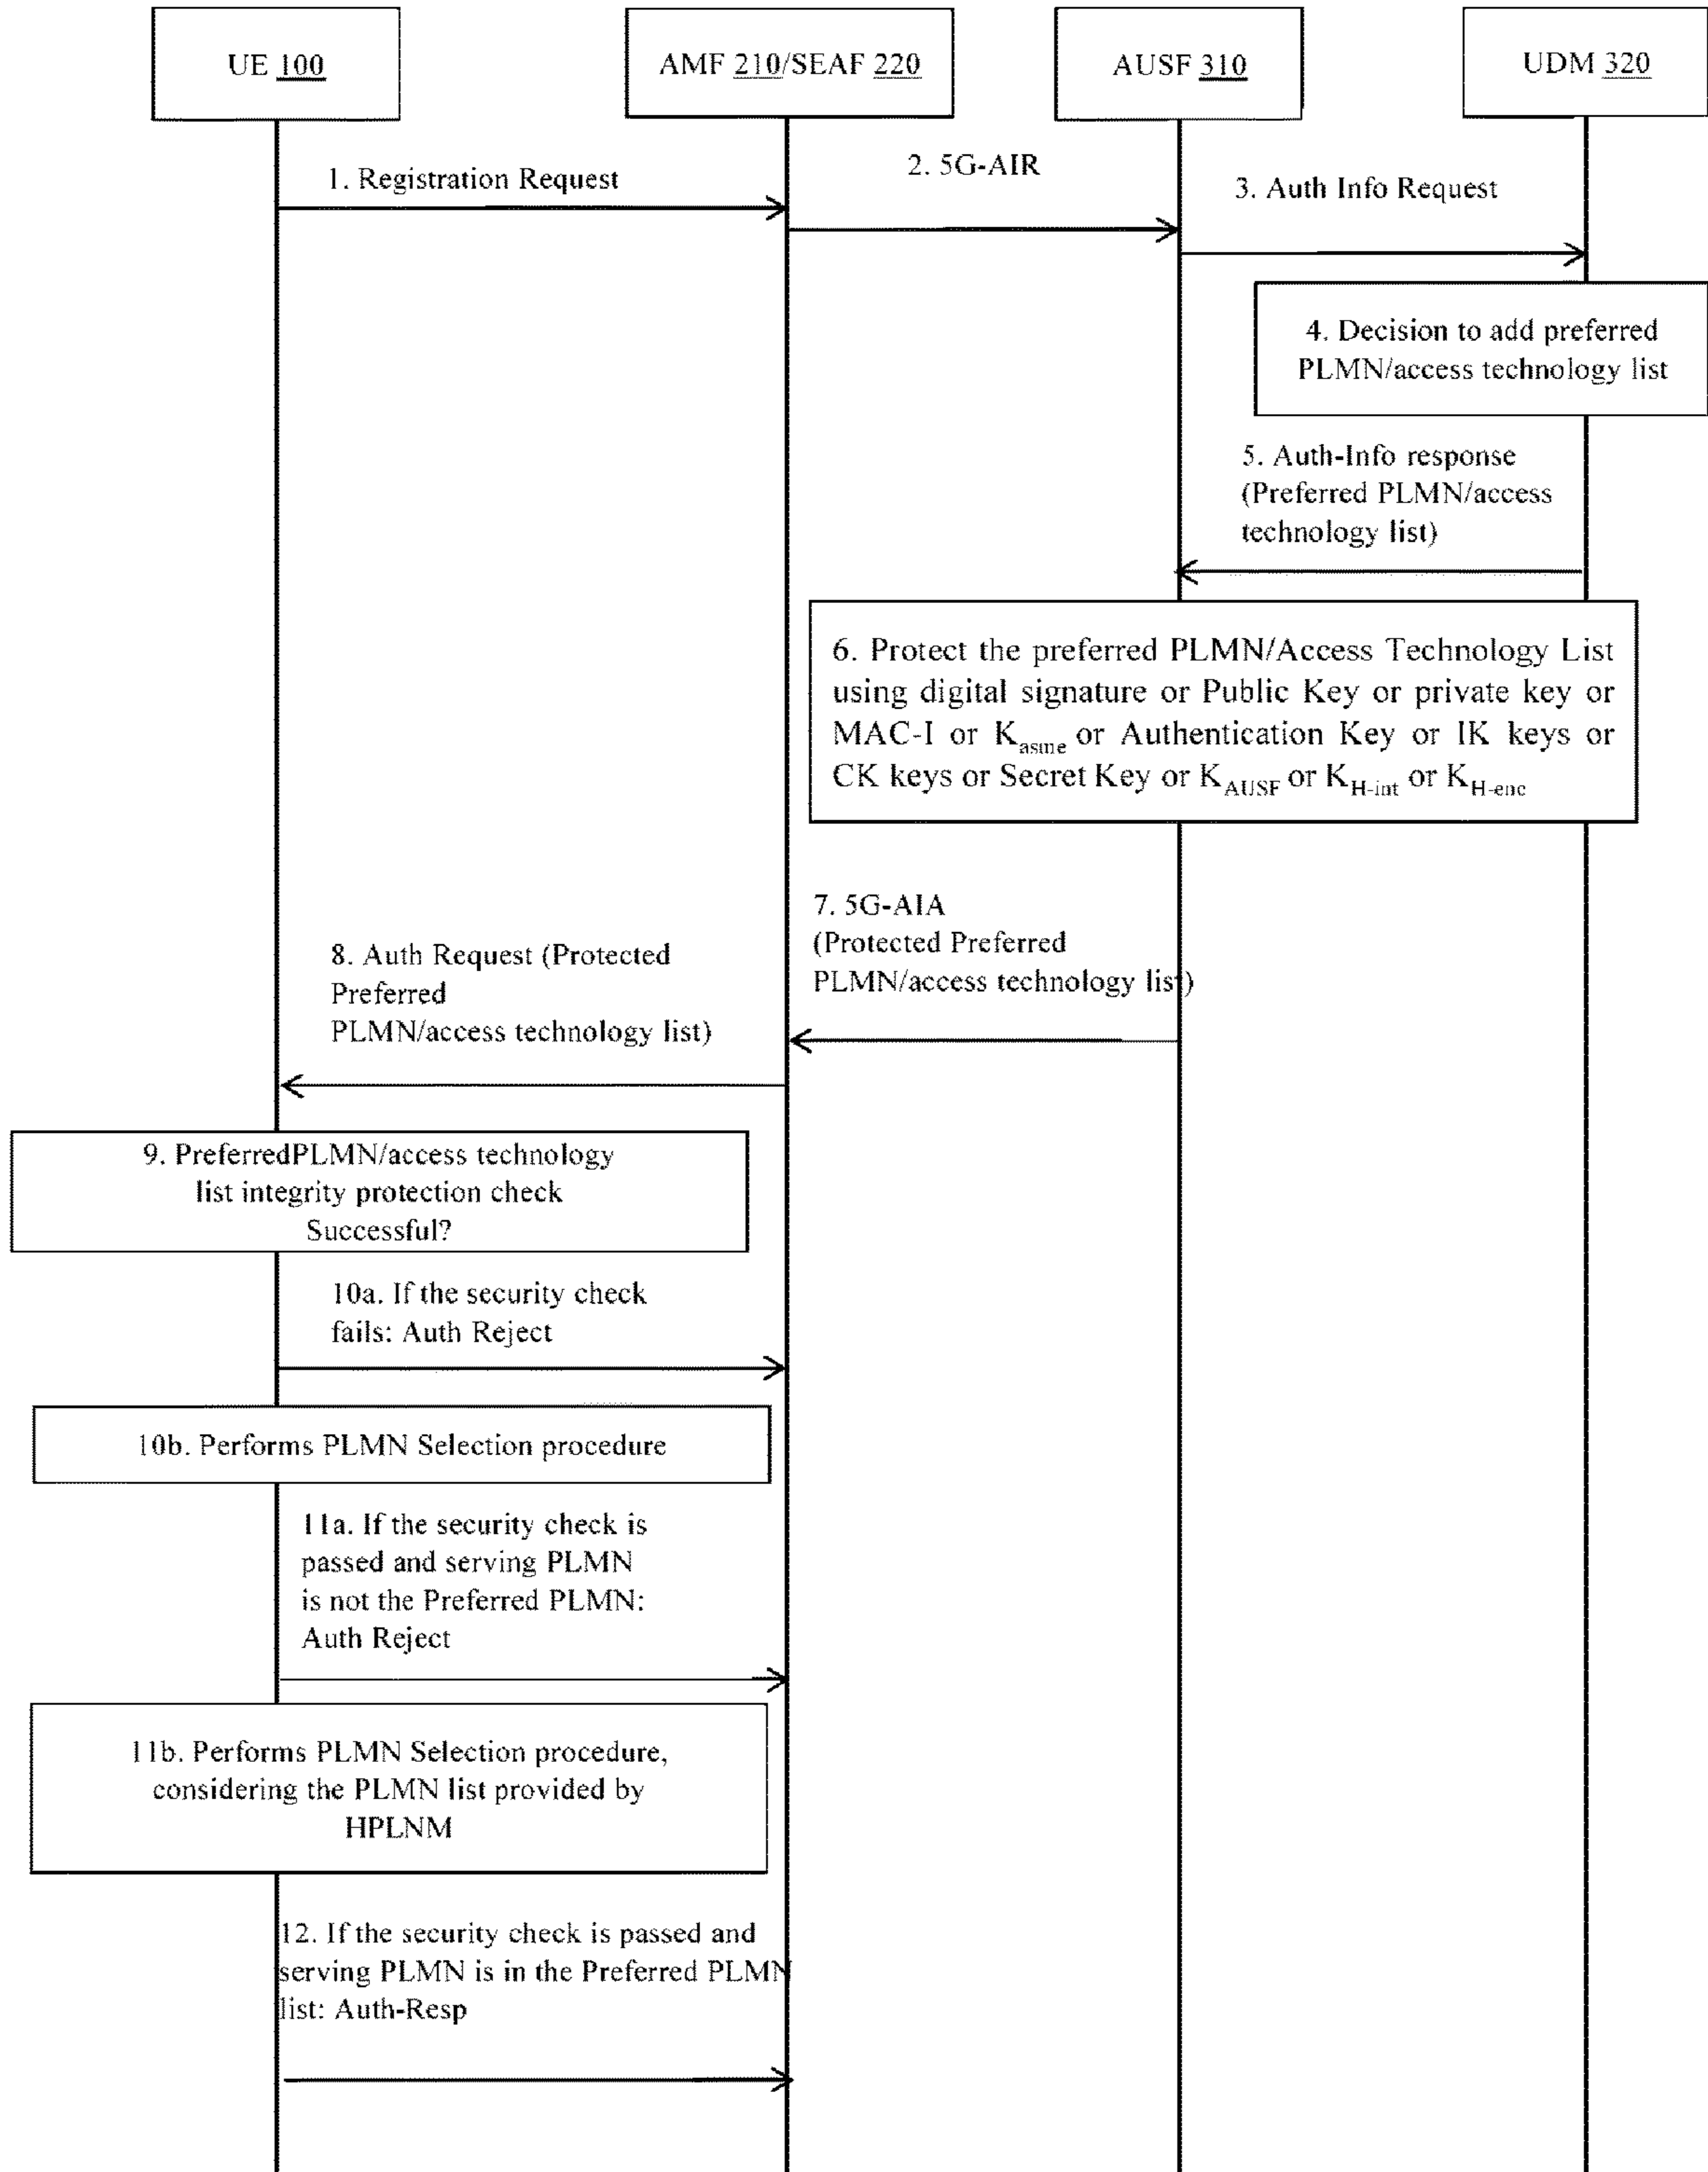 UE 100
AMF 210/SEAF 220
AUSF 310
UDM 320
1. Registration Request
2. 5G-AIR
3. Auth Info Request
4. Decision to add preferred
PLMN/access technology list
5. Auth-Info response
(Preferred PLMN/access
technology list)
6. Protect the preferred PLMN/Access Technology List
using digital signature or Public Key or private key or
MAC-I or Kasme or Authentication Key or IK keys or
CK keys or Secret Key or KAUSF or KH-int or KH-enc
7. 5G-AIA
(Protected Preferred
PLMN/access technology list)
8. Auth Request (Protected
Preferred
PLMN/access technology list)
9. PreferredPLMN/access technology
list integrity protection check
Successful?
10a. If the security check
fails: Auth Reject
10b. Performs PLMN Selection procedure
11a. If the security check is
passed and serving PLMN
is not the Preferred PLMN:
Auth Reject
11b. Performs PLMN Selection procedure,
considering the PLMN list provided by
HPLNM
12. If the security check is passed and
serving PLMN is in the Preferred PLMN
list: Auth-Resp